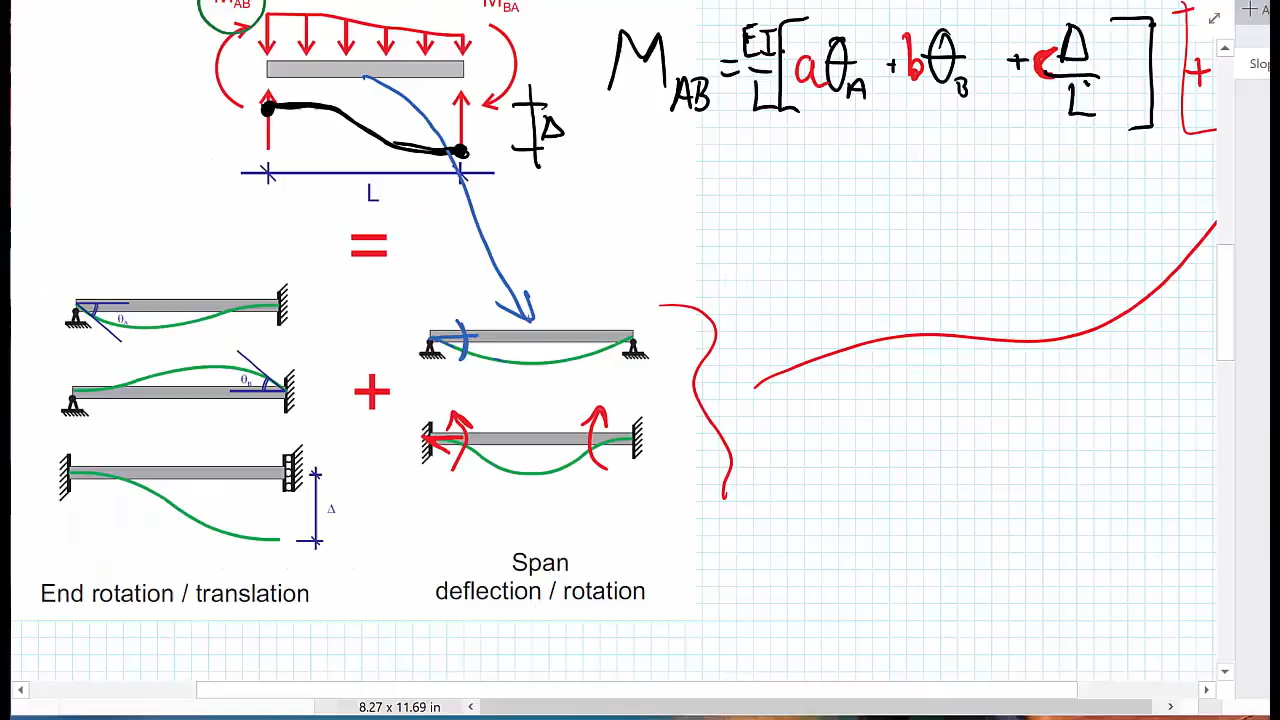 M_AB
M_BA
M_AB = EI/L [ aθ_A + bθ_B + c Δ/L ] +
Slop
Δ
L
=
θ_A
θ_B
+
Δ
Span
deflection / rotation
End rotation / translation
8.27 x 11.69 in